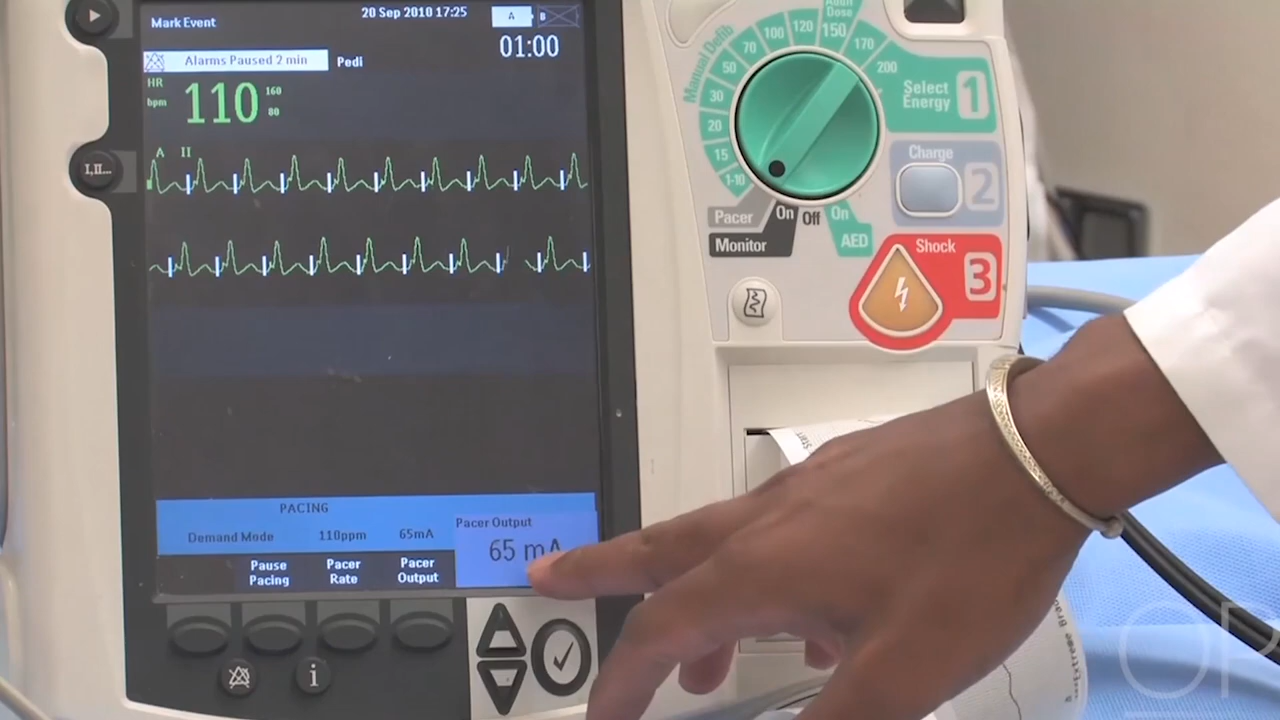 Mark Event
20 Sep 2010 17:25
A
B
01:00
Alarms Paused 2 min
Pedi
HR
bpm
110
160
80
A II
I,II...
PACING
Demand Mode 110ppm 65mA
Pacer Output
65 mA
Pause
Pacing
Pacer
Rate
Pacer
Output
i
Manual Defib
1-10
15
20
30
50
70
100
120
150
170
200
Dose
Select
Energy
1
Charge
2
Shock
3
Pacer
Monitor
On
Off
On
AED
OP